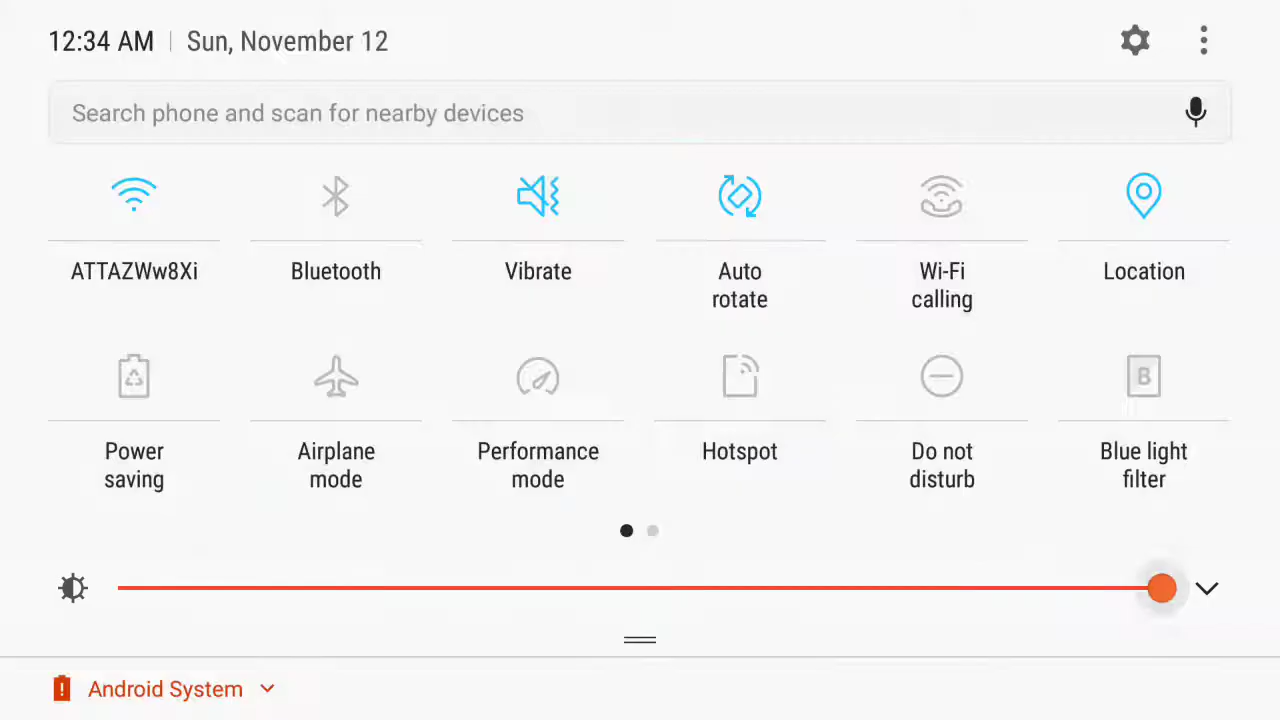 12:34 AM | Sun, November 12
Search phone and scan for nearby devices
ATTAZWw8Xi
Bluetooth
Vibrate
Auto
rotate
Wi-Fi
calling
Location
Power
saving
Airplane
mode
Performance
mode
Hotspot
Do not
disturb
B
Blue light
filter
Android System